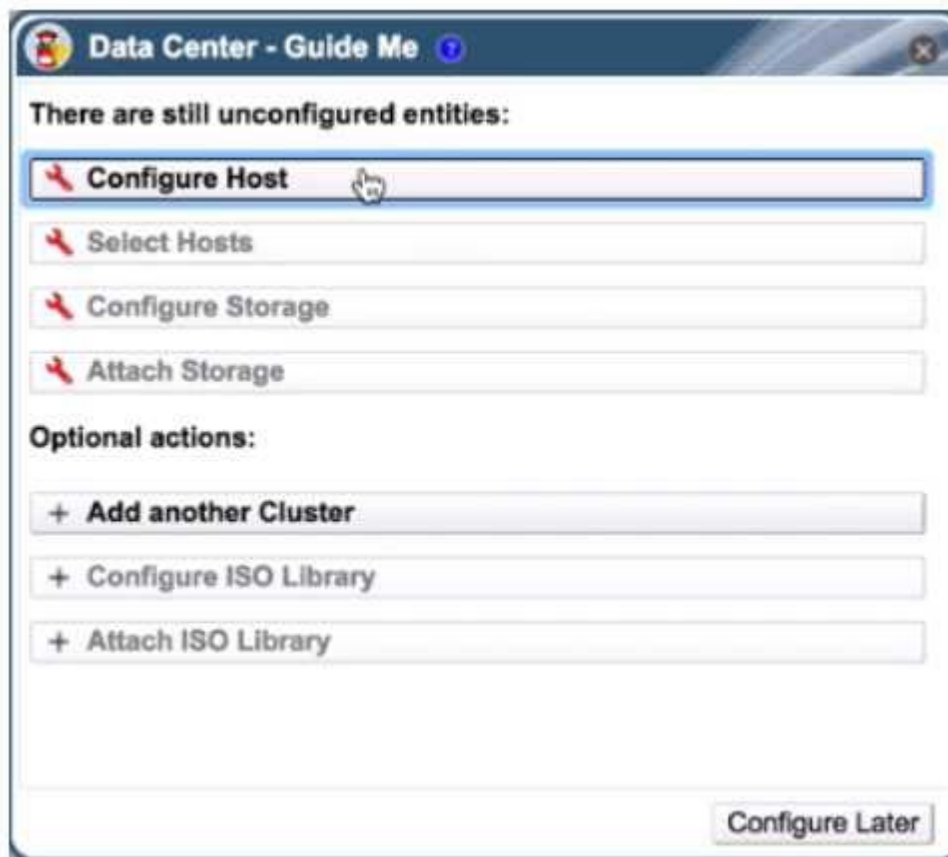 Data Center - Guide Me ?
There are still unconfigured entities:
Configure Host
Select Hosts
Configure Storage
Attach Storage
Optional actions:
+ Add another Cluster
+ Configure ISO Library
+ Attach ISO Library
Configure Later